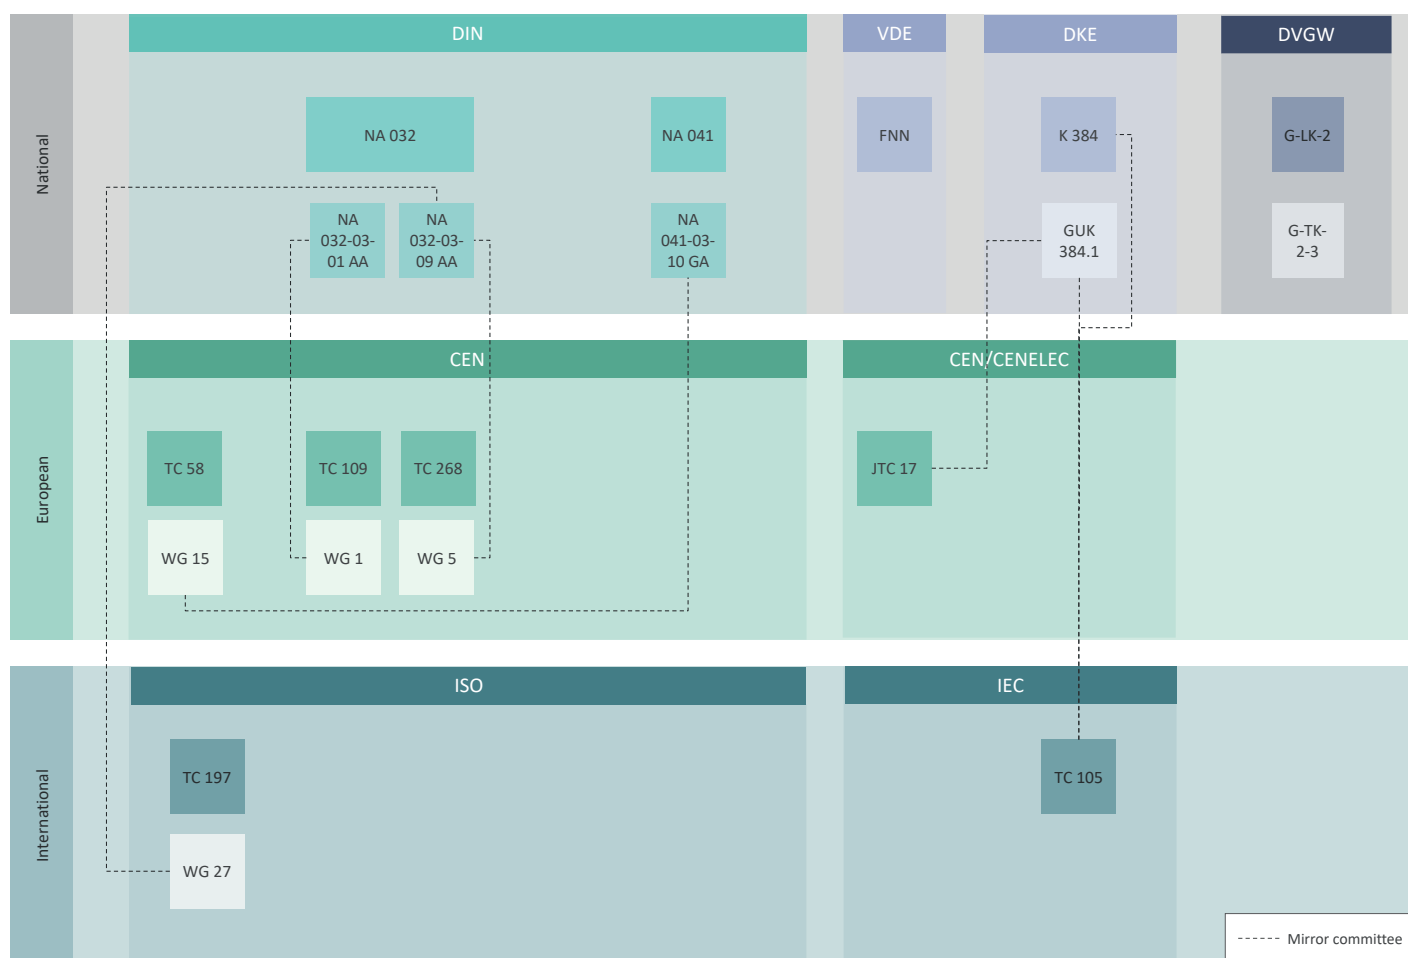 National
DIN
VDE
DKE
DVGW
NA 032
NA 041
FNN
K 384
G-LK-2
NA
032-03-
01 AA
NA
032-03-
09 AA
NA
041-03-
10 GA
GUK
384.1
G-TK-
2-3
European
CEN
CEN/CENELEC
TC 58
TC 109
TC 268
JTC 17
WG 15
WG 1
WG 5
International
ISO
IEC
TC 197
TC 105
WG 27
Mirror committee